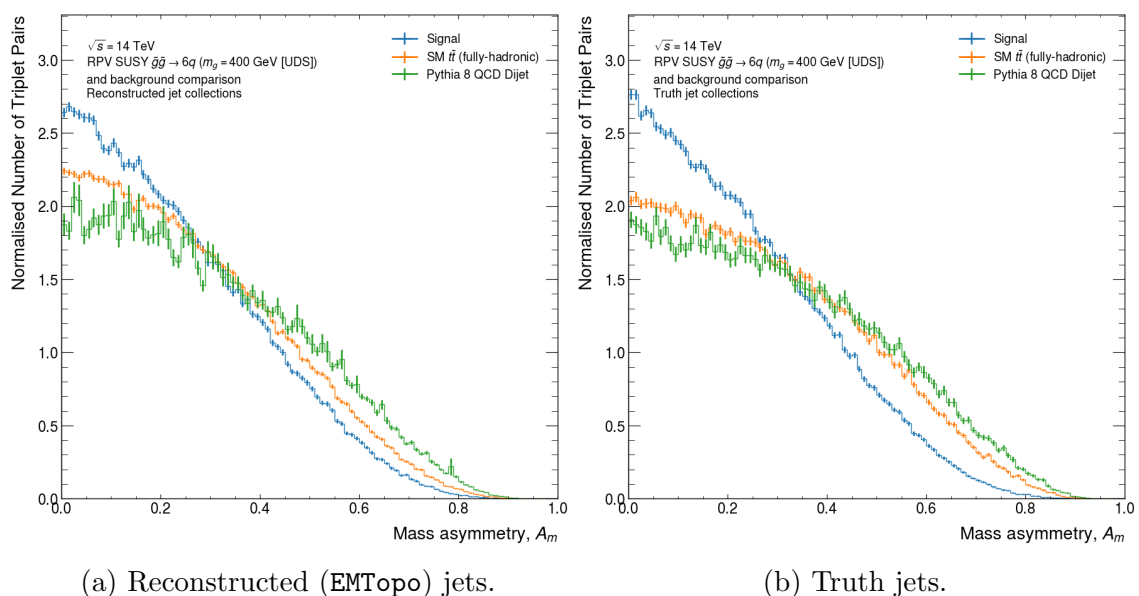 Normalised Number of Triplet Pairs
3.0
2.5
2.0
1.5
1.0
0.5
0.0
√s = 14 TeV
RPV SUSY g̃g̃ → 6q (m_g̃ = 400 GeV [UDS])
and background comparison
Reconstructed jet collections
Signal
SM tt̄ (fully-hadronic)
Pythia 8 QCD Dijet
0.0 0.2 0.4 0.6 0.8 1.0
Mass asymmetry, A_m
(a) Reconstructed (EMTopo) jets.
Normalised Number of Triplet Pairs
3.0
2.5
2.0
1.5
1.0
0.5
0.0
√s = 14 TeV
RPV SUSY g̃g̃ → 6q (m_g̃ = 400 GeV [UDS])
and background comparison
Truth jet collections
Signal
SM tt̄ (fully-hadronic)
Pythia 8 QCD Dijet
0.0 0.2 0.4 0.6 0.8 1.0
Mass asymmetry, A_m
(b) Truth jets.